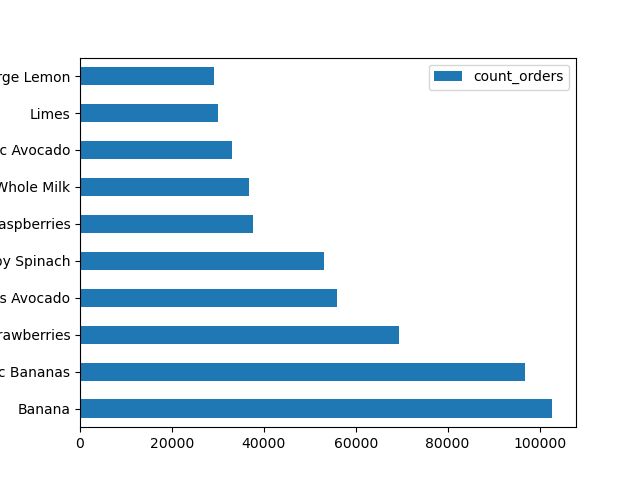 count_orders
rge Lemon
Limes
c Avocado
Whole Milk
aspberries
by Spinach
s Avocado
rawberries
c Bananas
Banana
0 20000 40000 60000 80000 100000